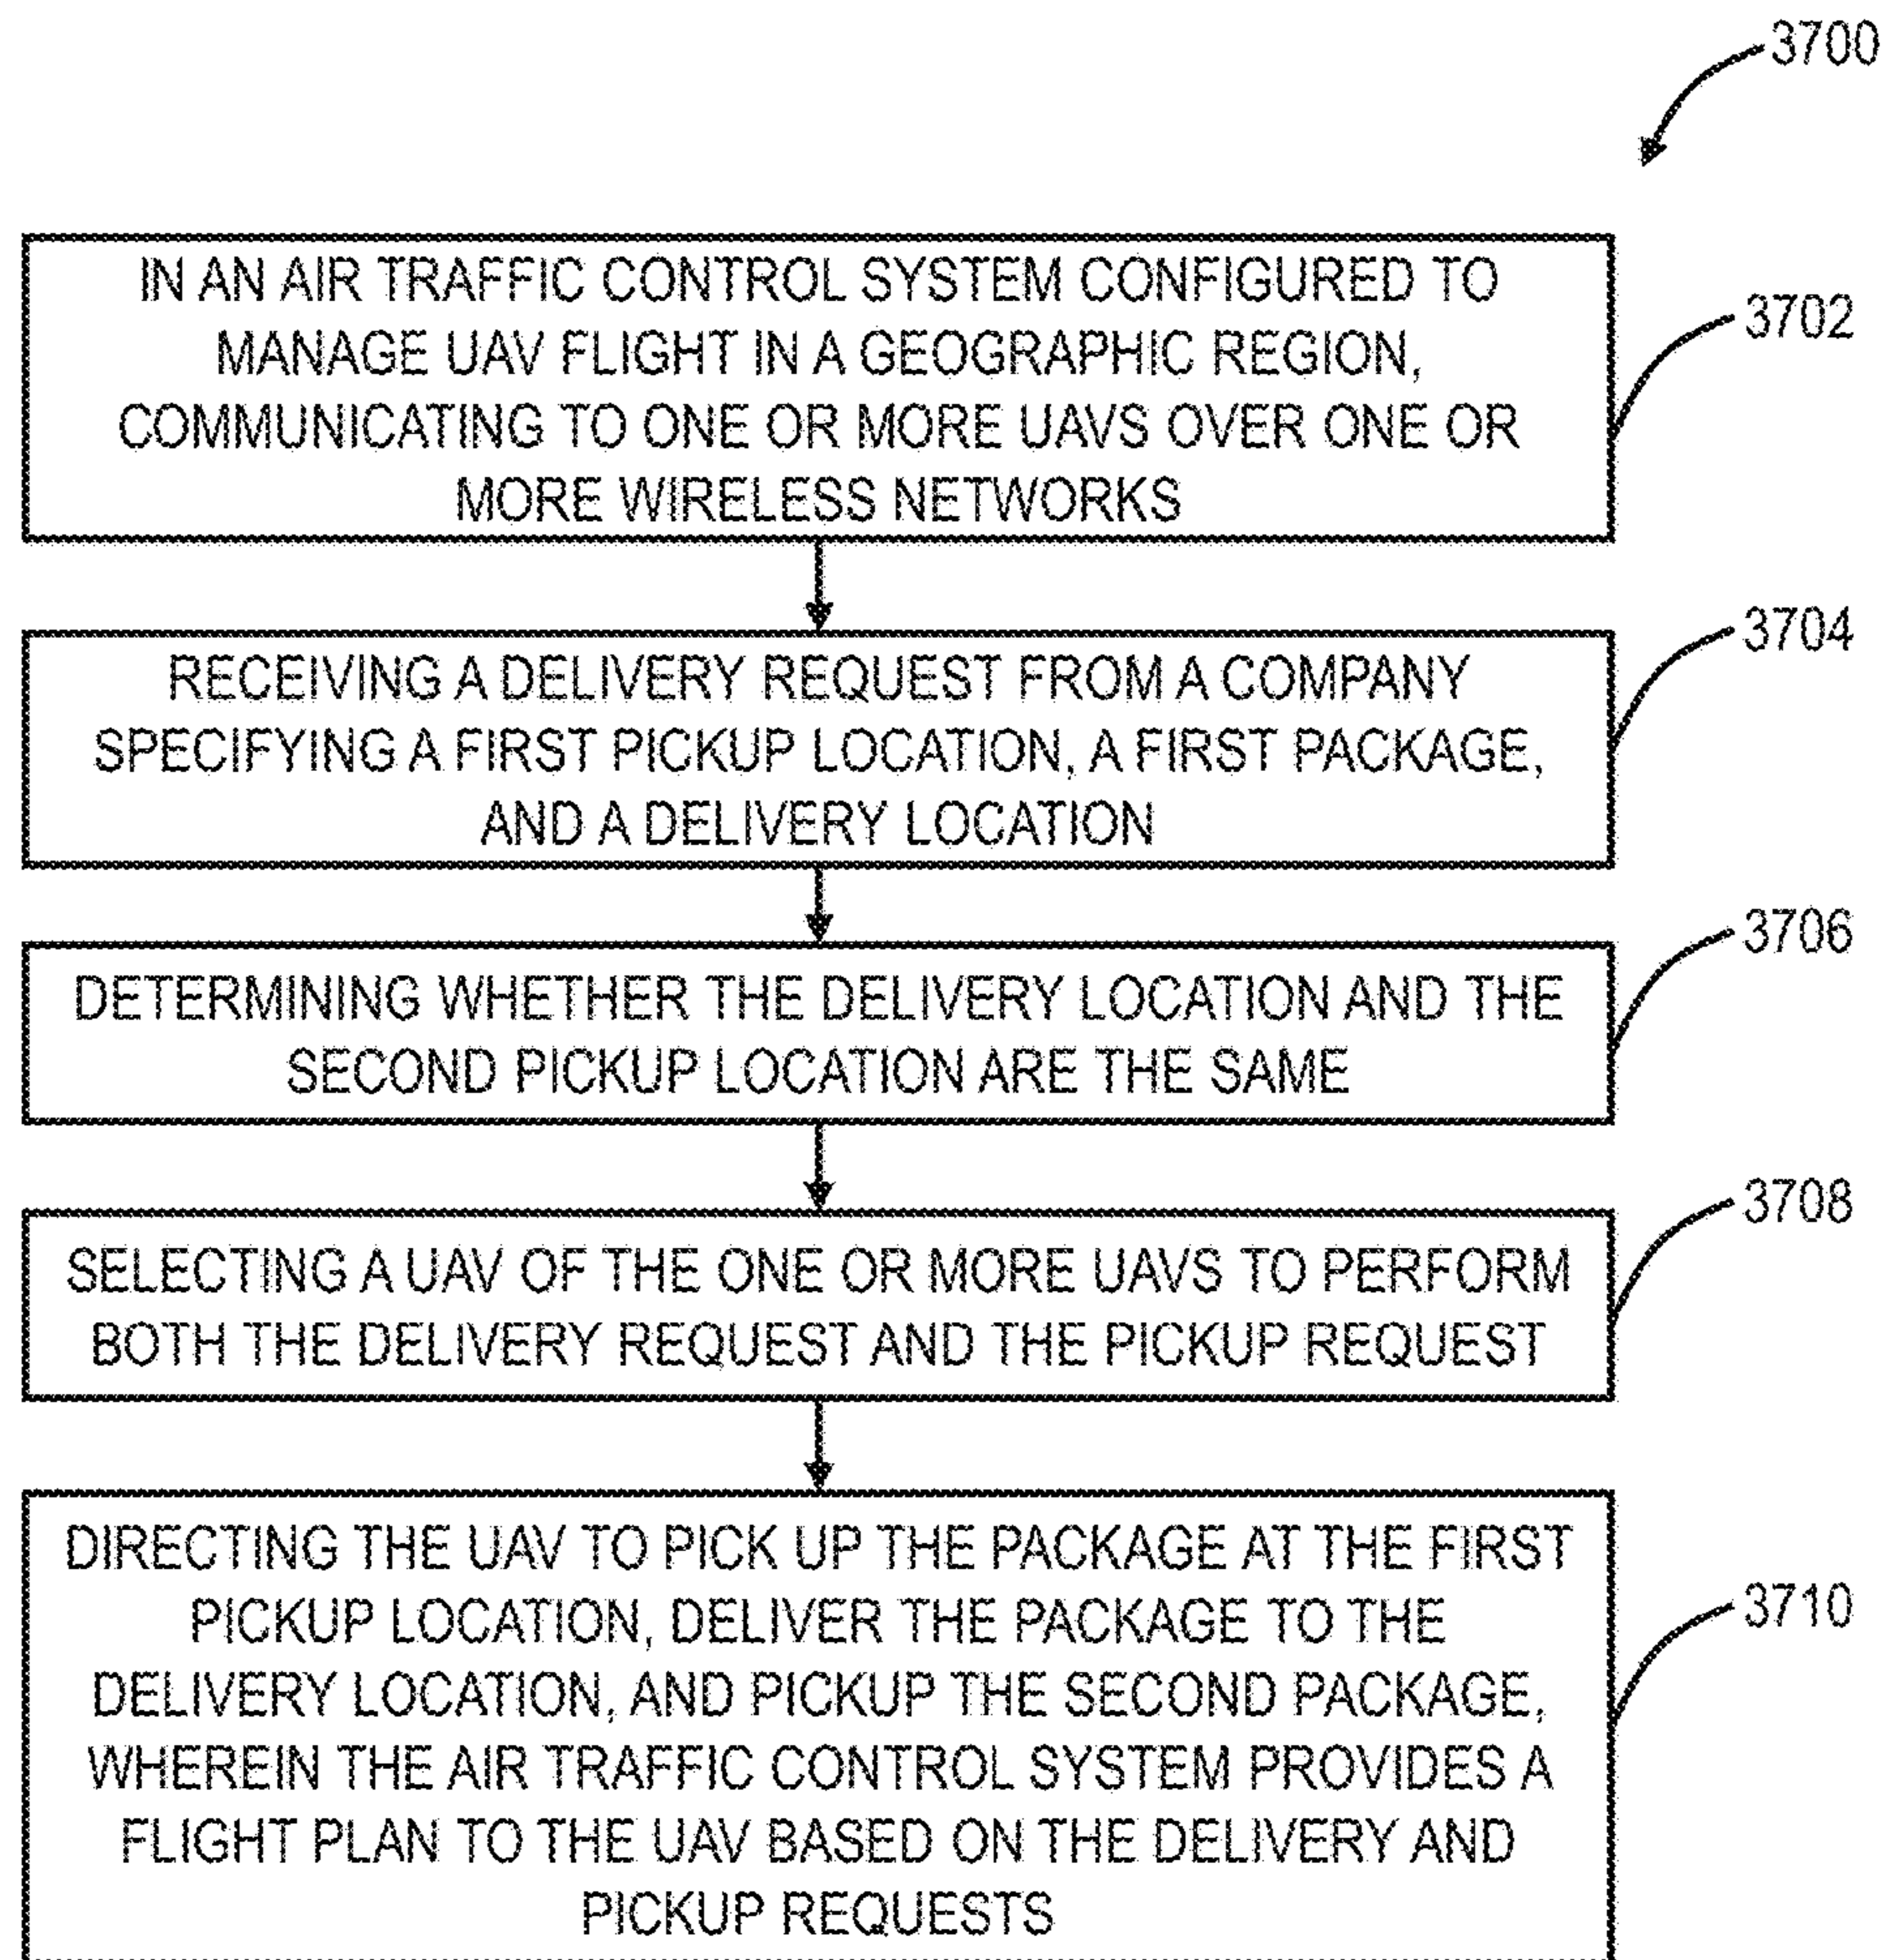 3700
IN AN AIR TRAFFIC CONTROL SYSTEM CONFIGURED TO
MANAGE UAV FLIGHT IN A GEOGRAPHIC REGION,
COMMUNICATING TO ONE OR MORE UAVS OVER ONE OR
MORE WIRELESS NETWORKS
3702
RECEIVING A DELIVERY REQUEST FROM A COMPANY
SPECIFYING A FIRST PICKUP LOCATION, A FIRST PACKAGE,
AND A DELIVERY LOCATION
3704
DETERMINING WHETHER THE DELIVERY LOCATION AND THE
SECOND PICKUP LOCATION ARE THE SAME
3706
SELECTING A UAV OF THE ONE OR MORE UAVS TO PERFORM
BOTH THE DELIVERY REQUEST AND THE PICKUP REQUEST
3708
DIRECTING THE UAV TO PICK UP THE PACKAGE AT THE FIRST
PICKUP LOCATION, DELIVER THE PACKAGE TO THE
DELIVERY LOCATION, AND PICKUP THE SECOND PACKAGE,
WHEREIN THE AIR TRAFFIC CONTROL SYSTEM PROVIDES A
FLIGHT PLAN TO THE UAV BASED ON THE DELIVERY AND
PICKUP REQUESTS
3710